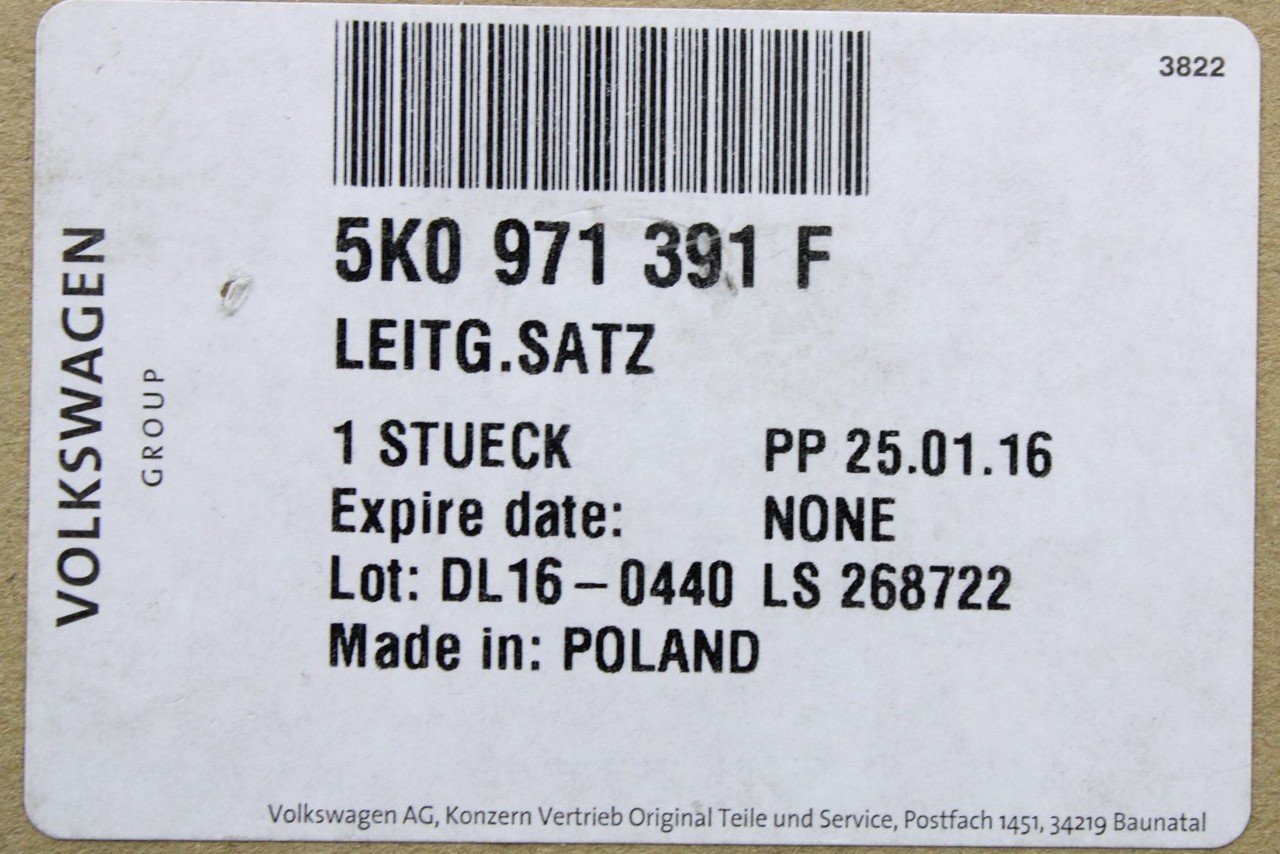 3822
5K0 971 391 F
LEITG.SATZ
1 STUECK PP 25.01.16
Expire date: NONE
Lot: DL16-0440 LS 268722
Made in: POLAND
VOLKSWAGEN
GROUP
Volkswagen AG, Konzern Vertrieb Original Teile und Service, Postfach 1451, 34219 Baunatal